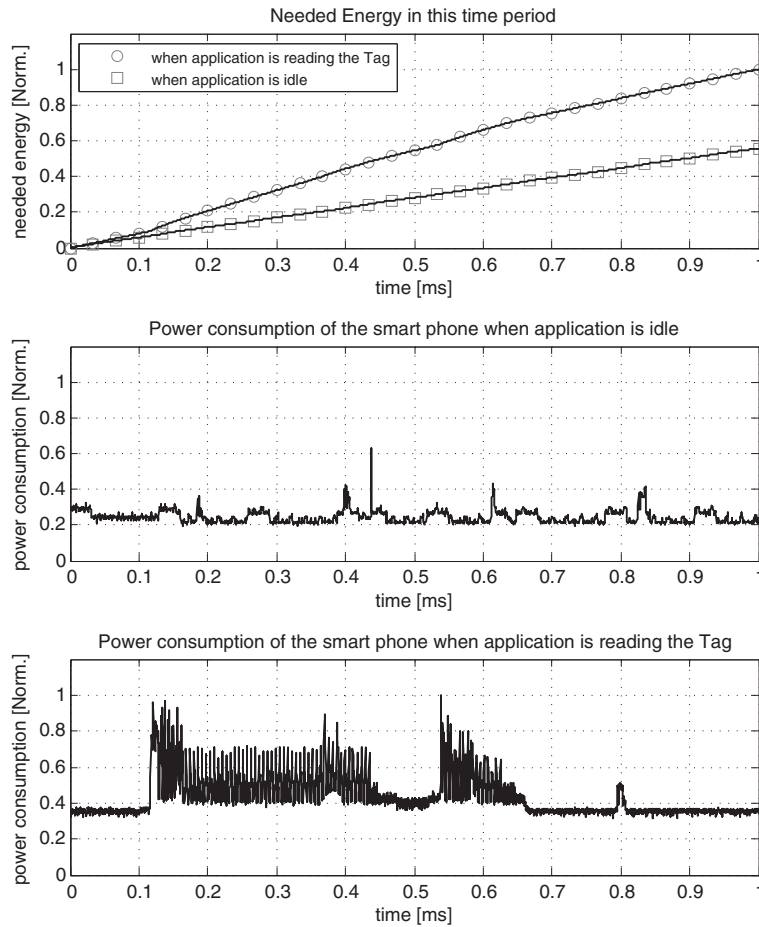 Needed Energy in this time period
needed energy [Norm.]
1
0.8
0.6
0.4
0.2
0
when application is reading the Tag
when application is idle
0 0.1 0.2 0.3 0.4 0.5 0.6 0.7 0.8 0.9 1
time [ms]
Power consumption of the smart phone when application is idle
power consumption [Norm.]
1
0.8
0.6
0.4
0.2
0
0 0.1 0.2 0.3 0.4 0.5 0.6 0.7 0.8 0.9 1
time [ms]
Power consumption of the smart phone when application is reading the Tag
power consumption [Norm.]
1
0.8
0.6
0.4
0.2
0
0 0.1 0.2 0.3 0.4 0.5 0.6 0.7 0.8 0.9 1
time [ms]